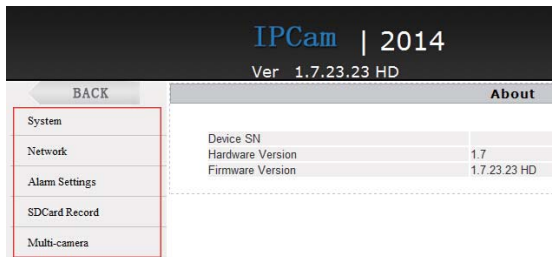 IPCam | 2014
Ver 1.7.23.23 HD
BACK
System
Network
Alarm Settings
SDCard Record
Multi-camera
About
Device SN
Hardware Version 1.7
Firmware Version 1.7.23.23 HD